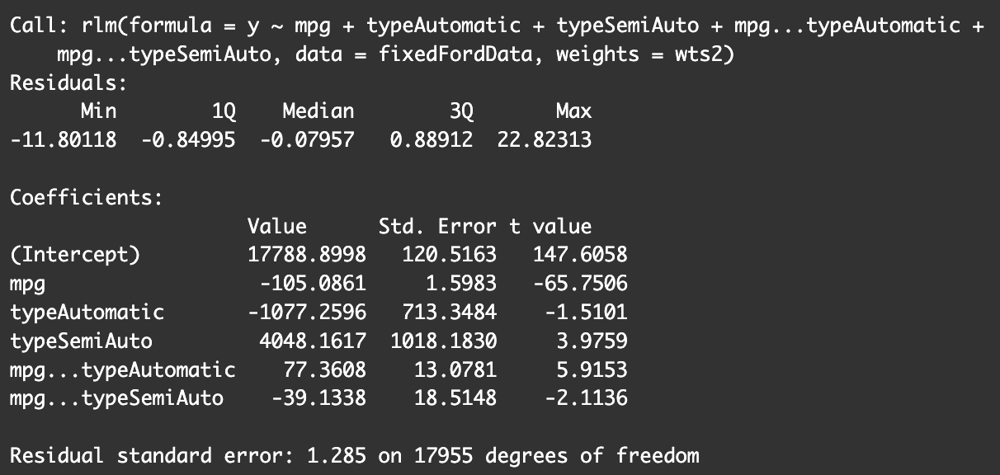 Call: rlm(formula = y ~ mpg + typeAutomatic + typeSemiAuto + mpg...typeAutomatic +
    mpg...typeSemiAuto, data = fixedFordData, weights = wts2)
Residuals:
      Min        1Q    Median        3Q       Max
-11.80118  -0.84995  -0.07957   0.88912  22.82313

Coefficients:
                    Value      Std. Error t value
(Intercept)         17788.8998   120.5163   147.6058
mpg                  -105.0861     1.5983   -65.7506
typeAutomatic       -1077.2596   713.3484    -1.5101
typeSemiAuto         4048.1617  1018.1830     3.9759
mpg...typeAutomatic    77.3608    13.0781     5.9153
mpg...typeSemiAuto    -39.1338    18.5148    -2.1136

Residual standard error: 1.285 on 17955 degrees of freedom